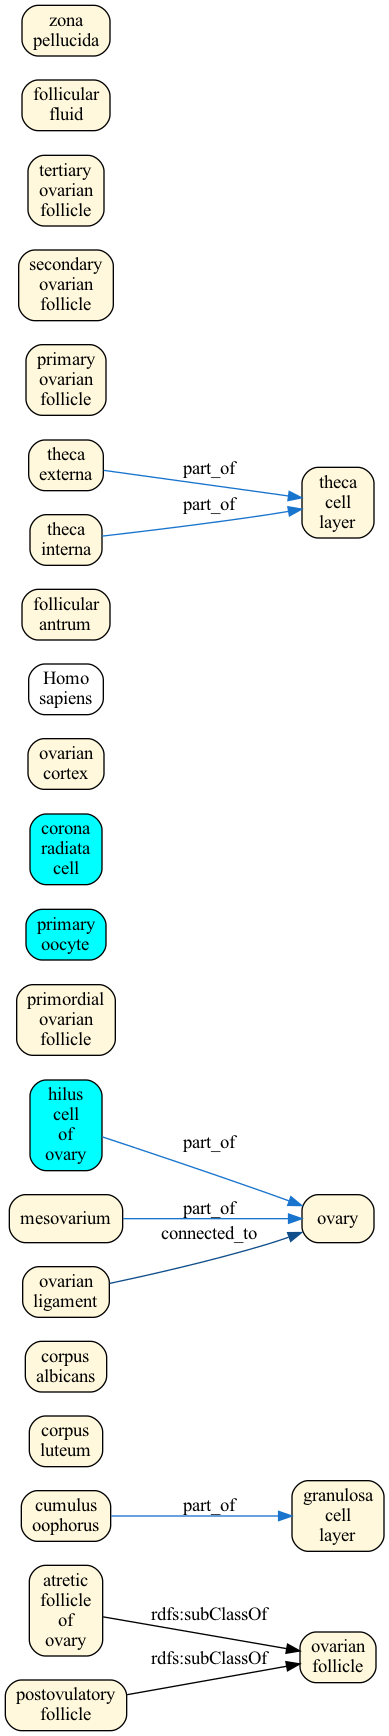 zona
pellucida
follicular
fluid
tertiary
ovarian
follicle
secondary
ovarian
follicle
primary
ovarian
follicle
theca
externa
part_of
theca
cell
layer
theca
interna
part_of
follicular
antrum
Homo
sapiens
ovarian
cortex
corona
radiata
cell
primary
oocyte
primordial
ovarian
follicle
hilus
cell
of
ovary
part_of
mesovarium
part_of
ovary
connected_to
ovarian
ligament
corpus
albicans
corpus
luteum
cumulus
oophorus
part_of
granulosa
cell
layer
atretic
follicle
of
ovary
rdfs:subClassOf
ovarian
follicle
rdfs:subClassOf
postovulatory
follicle